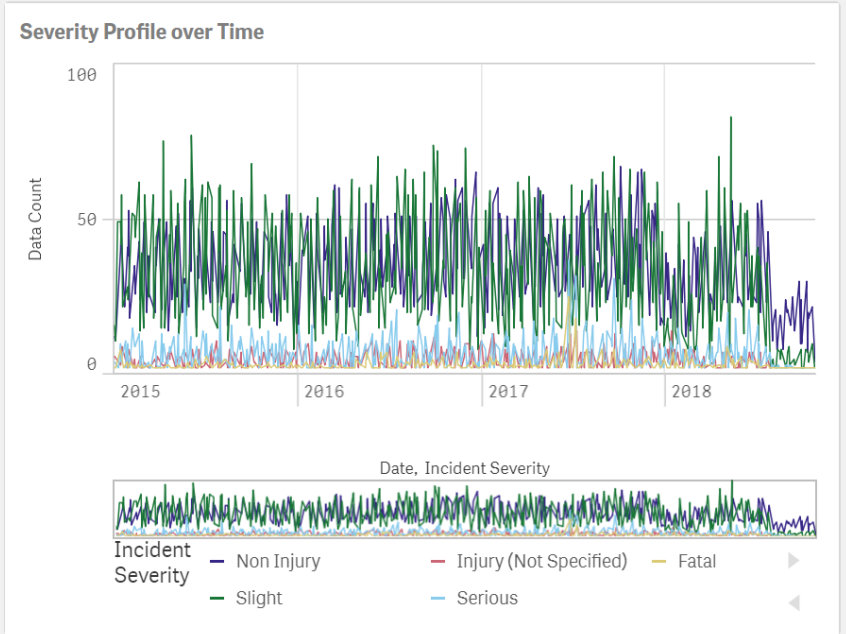 Severity Profile over Time
100
50
0
Data Count
2015 2016 2017 2018
Date, Incident Severity
Incident Severity
Non Injury
Injury (Not Specified)
Fatal
Slight
Serious